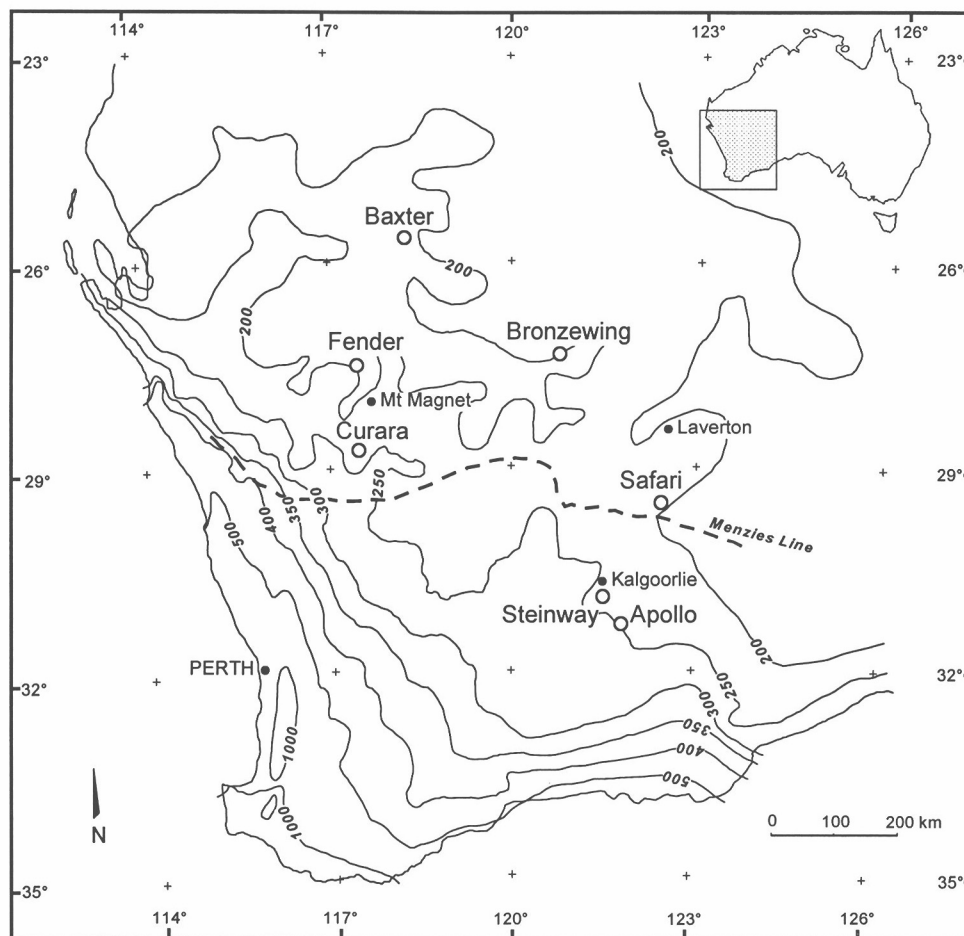 114°
117°
120°
123°
126°
23°
23°
200
Baxter
200
26°
26°
200
Fender
Bronzewing
Mt Magnet
Laverton
Curara
29°
29°
250
Safari
300
350
400
500
Menzies Line
Kalgoorlie
Steinway
Apollo
200
PERTH
32°
32°
250
300
350
400
500
1000
1000
0 100 200 km
N
35°
35°
114°
117°
120°
123°
126°